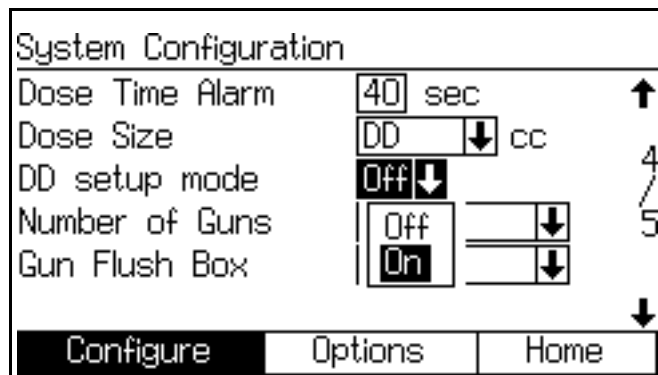 System Configuration
Dose Time Alarm 40 sec
Dose Size DD cc
DD setup mode Off
Number of Guns
Off
Gun Flush Box
On
4
/
5
Configure Options Home